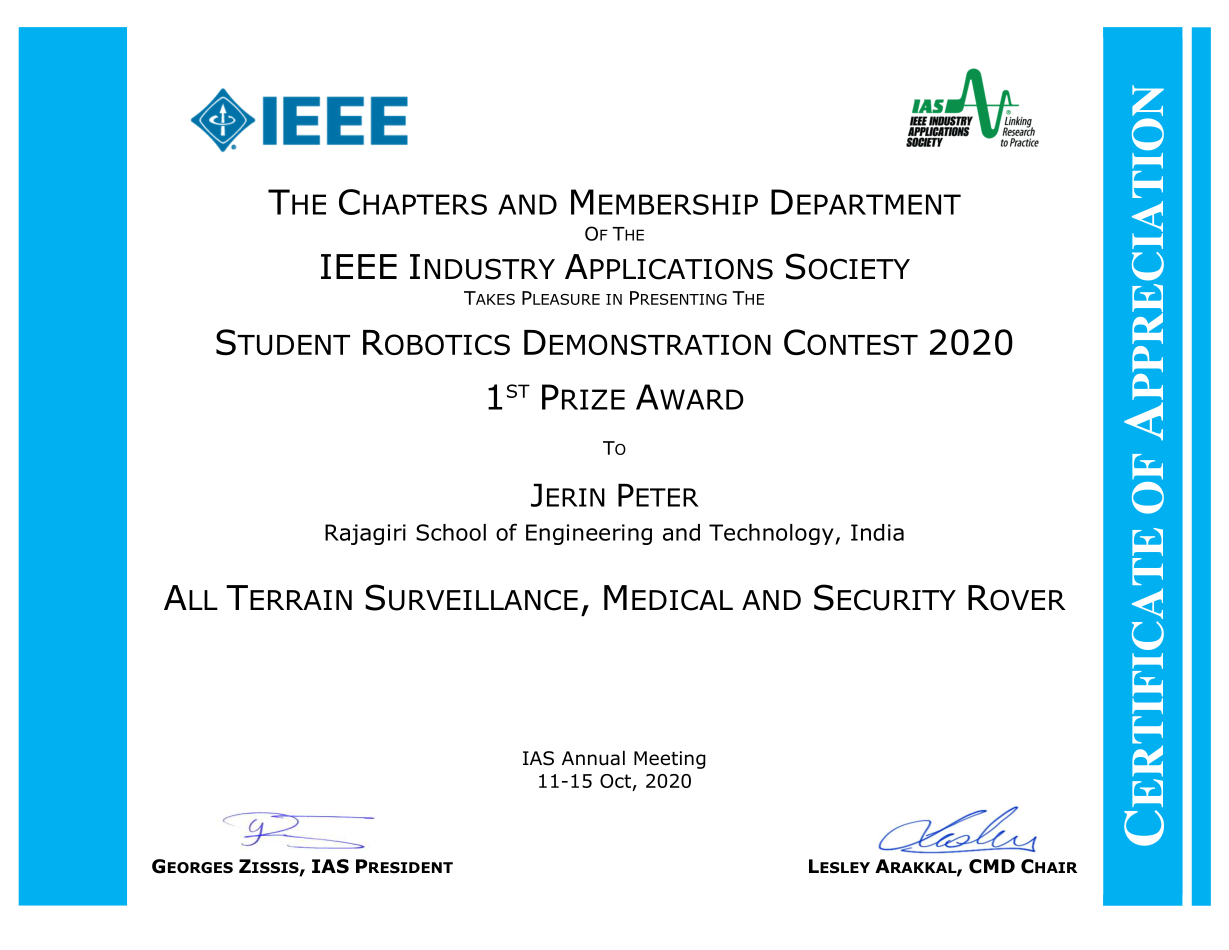 IEEE
IAS
IEEE INDUSTRY
APPLICATIONS
SOCIETY
Linking
Research
to Practice
THE CHAPTERS AND MEMBERSHIP DEPARTMENT
OF THE
IEEE INDUSTRY APPLICATIONS SOCIETY
TAKES PLEASURE IN PRESENTING THE
STUDENT ROBOTICS DEMONSTRATION CONTEST 2020
1ST PRIZE AWARD
TO
JERIN PETER
Rajagiri School of Engineering and Technology, India
ALL TERRAIN SURVEILLANCE, MEDICAL AND SECURITY ROVER
IAS Annual Meeting
11-15 Oct, 2020
Lesley
GEORGES ZISSIS, IAS PRESIDENT
LESLEY ARAKKAL, CMD CHAIR
CERTIFICATE OF APPRECIATION